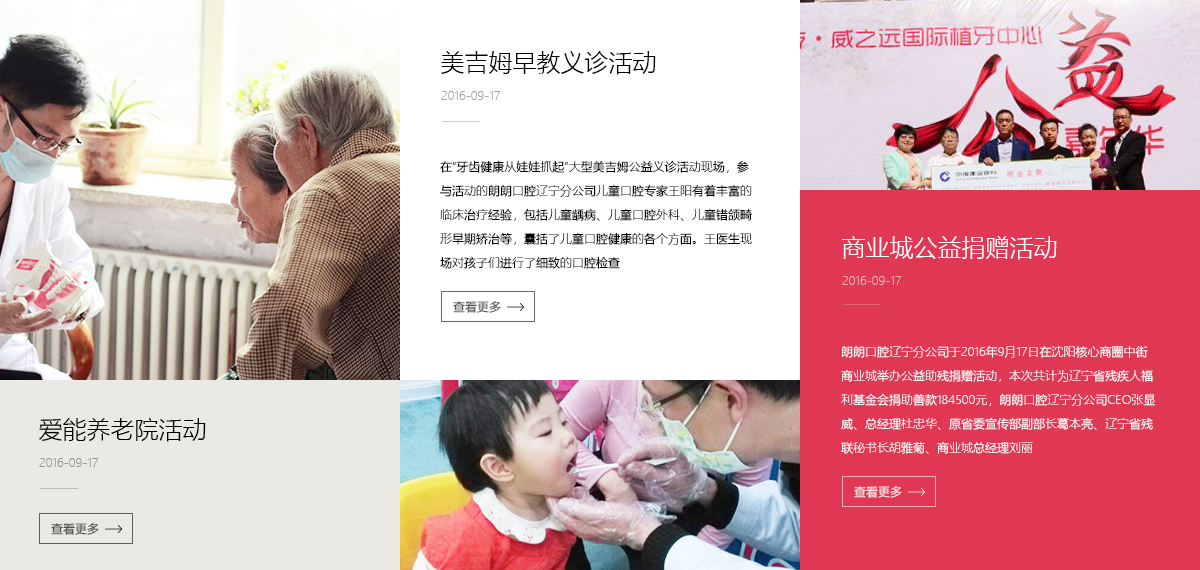 美吉姆早教义诊活动
2016-09-17
在“牙齿健康从娃娃抓起”大型美吉姆公益义诊活动现场，参
与活动的朗朗口腔辽宁分公司儿童口腔专家王阳有着丰富的
临床治疗经验，包括儿童龋病、儿童口腔外科、儿童错颌畸
形早期矫治等，囊括了儿童口腔健康的各个方面。王医生现
场对孩子们进行了细致的口腔检查
查看更多
爱能养老院活动
2016-09-17
查看更多
·威之远国际植牙中心
公益
嘉年华
中国建设银行
现金支票
商业城公益捐赠活动
2016-09-17
朗朗口腔辽宁分公司于2016年9月17日在沈阳核心商圈中街
商业城举办公益助残捐赠活动，本次共计为辽宁省残疾人福
利基金会捐助善款184500元，朗朗口腔辽宁分公司CEO张显
威、总经理杜忠华、原省委宣传部副部长葛本亮、辽宁省残
联秘书长胡雅菊、商业城总经理刘丽
查看更多